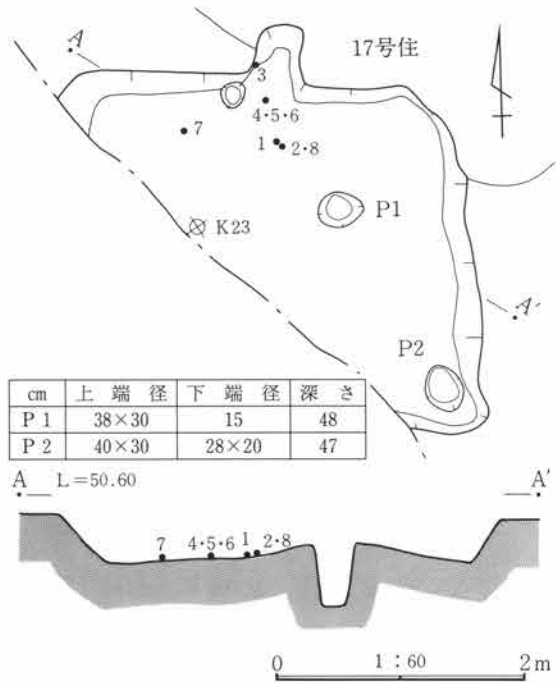 A
17号住
3
4・5・6
7
1
2・8
P1
K23
A'
P2
cm 上端径 下端径 深さ
P1 38×30 15 48
P2 40×30 28×20 47
A L=50.60 A'
7 4・5・6 1 2・8
0 1:60 2m